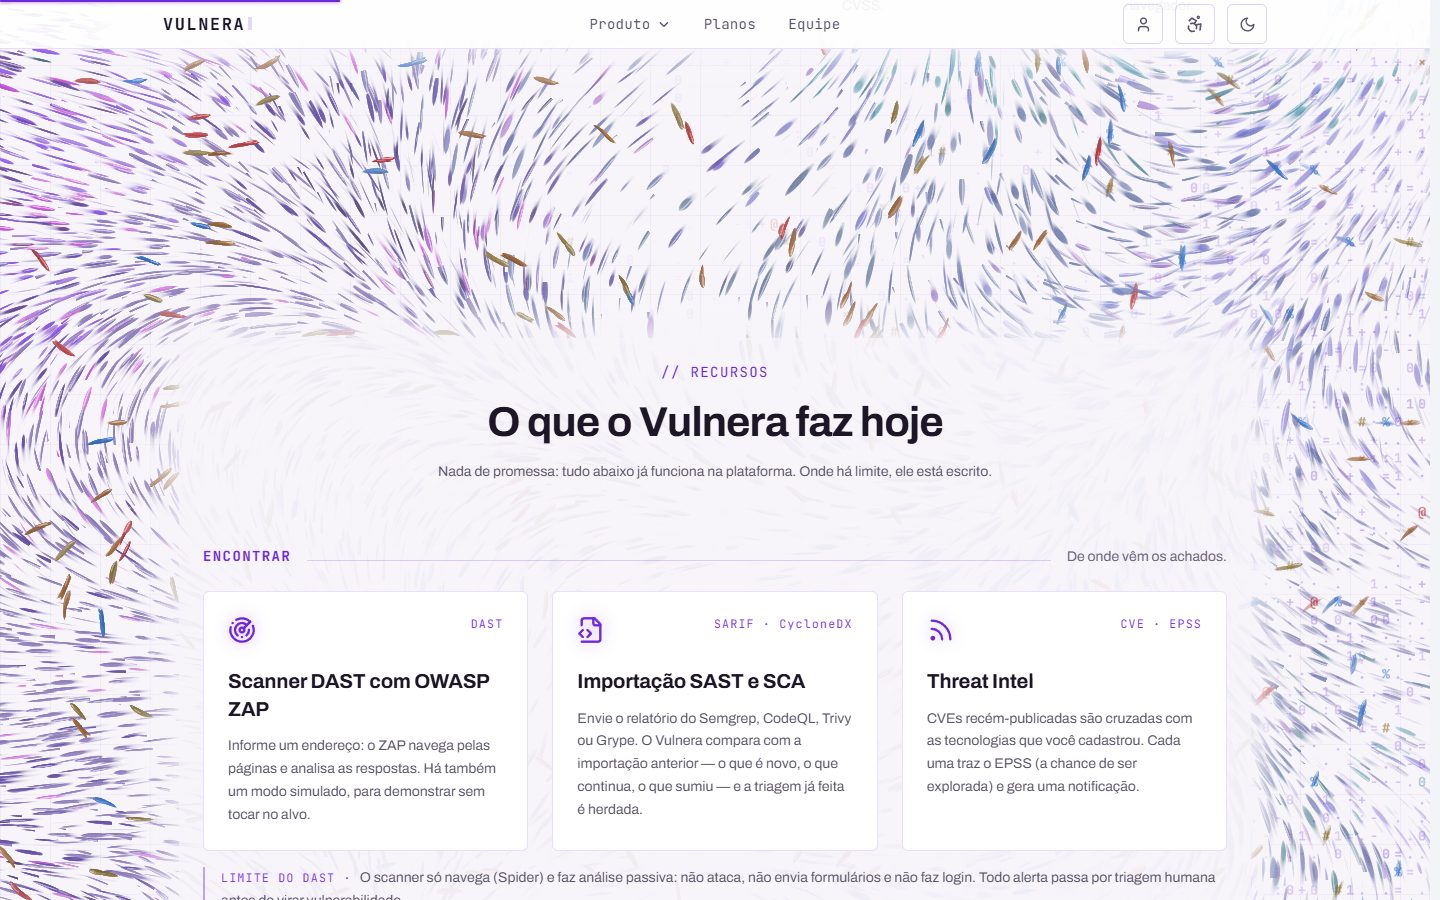 VULNERA
Produto
Planos
Equipe
CVSS.
navegador
// RECURSOS
O que o Vulnera faz hoje
Nada de promessa: tudo abaixo já funciona na plataforma. Onde há limite, ele está escrito.
ENCONTRAR
De onde vêm os achados.
DAST
Scanner DAST com OWASP
ZAP
Informe um endereço: o ZAP navega pelas
páginas e analisa as respostas. Há também
um modo simulado, para demonstrar sem
tocar no alvo.
SARIF · CycloneDX
Importação SAST e SCA
Envie o relatório do Semgrep, CodeQL, Trivy
ou Grype. O Vulnera compara com a
importação anterior — o que é novo, o que
continua, o que sumiu — e a triagem já feita
é herdada.
CVE · EPSS
Threat Intel
CVEs recém-publicadas são cruzadas com
as tecnologias que você cadastrou. Cada
uma traz o EPSS (a chance de ser
explorada) e gera uma notificação.
LIMITE DO DAST · O scanner só navega (Spider) e faz análise passiva: não ataca, não envia formulários e não faz login. Todo alerta passa por triagem humana
antes de virar vulnerabilidade.